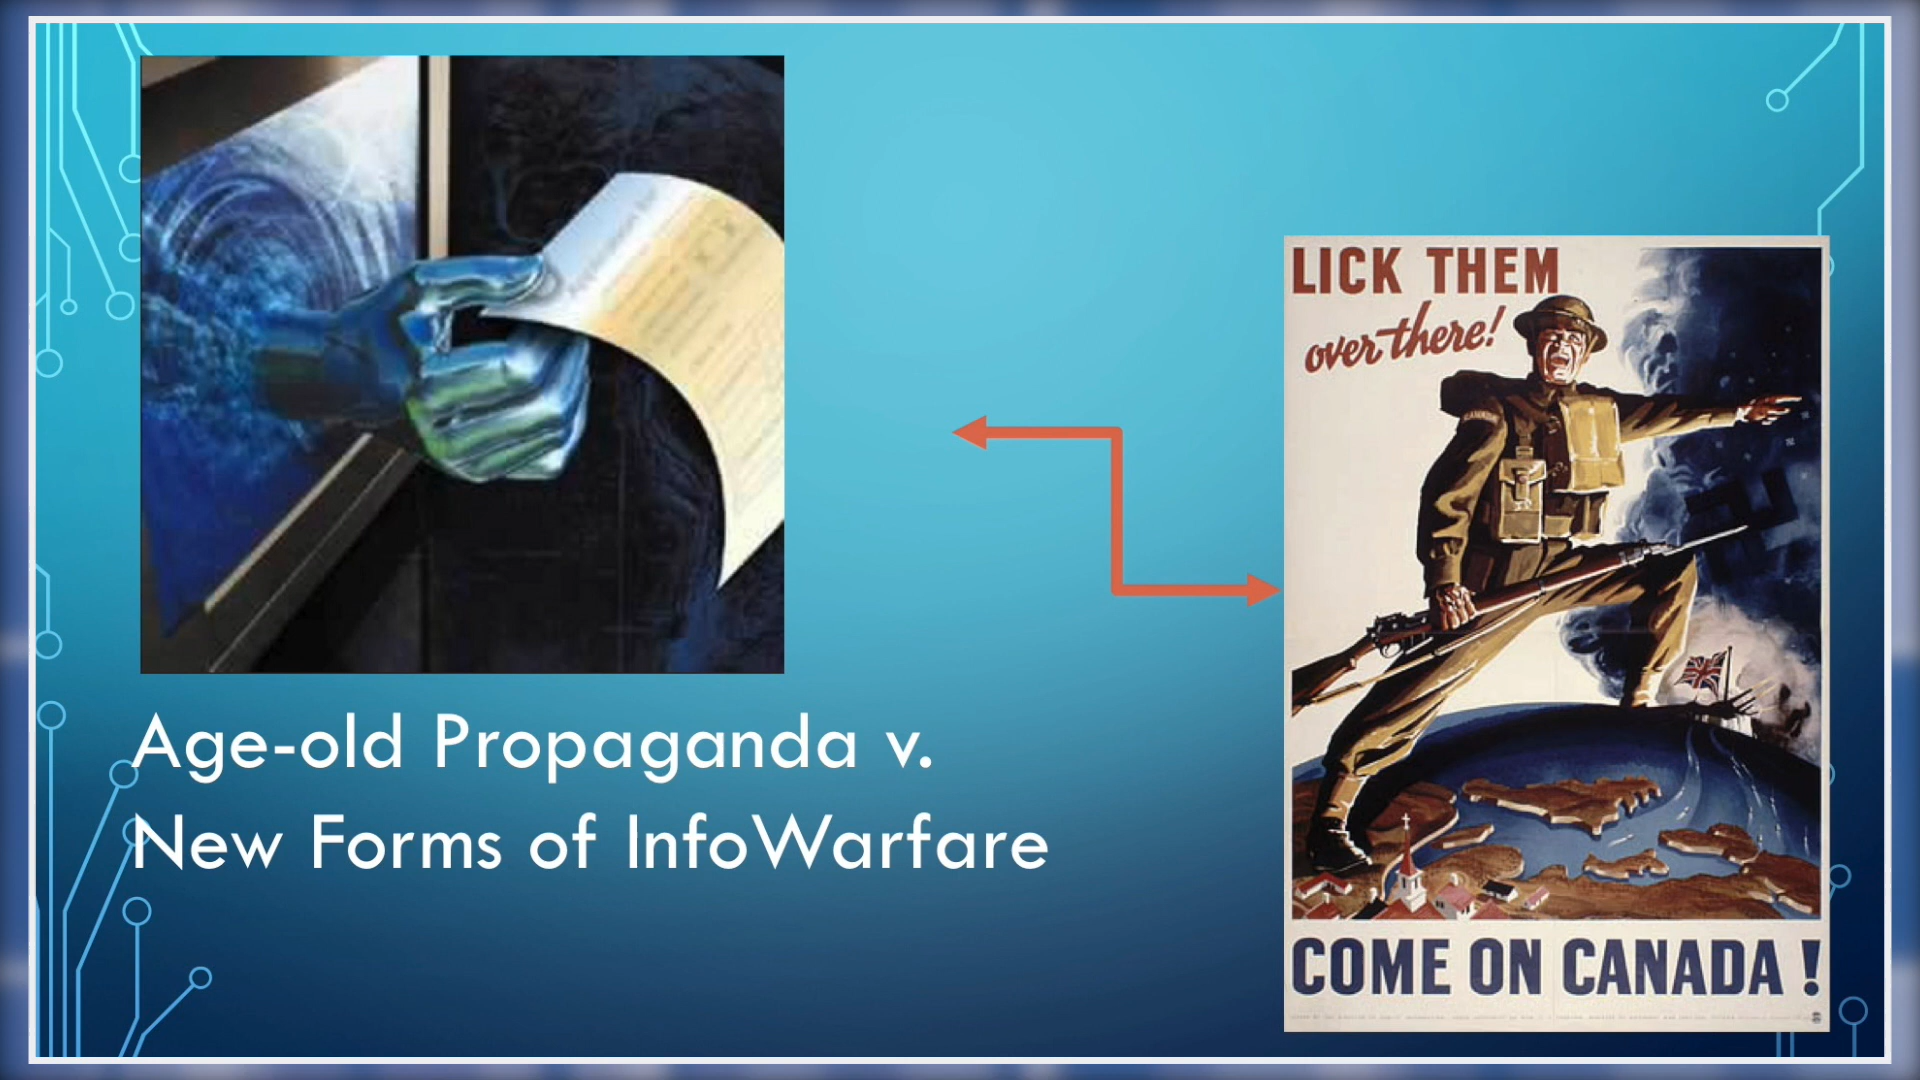 Age-old Propaganda v.
New Forms of InfoWarfare
LICK THEM
over there!
COME ON CANADA !